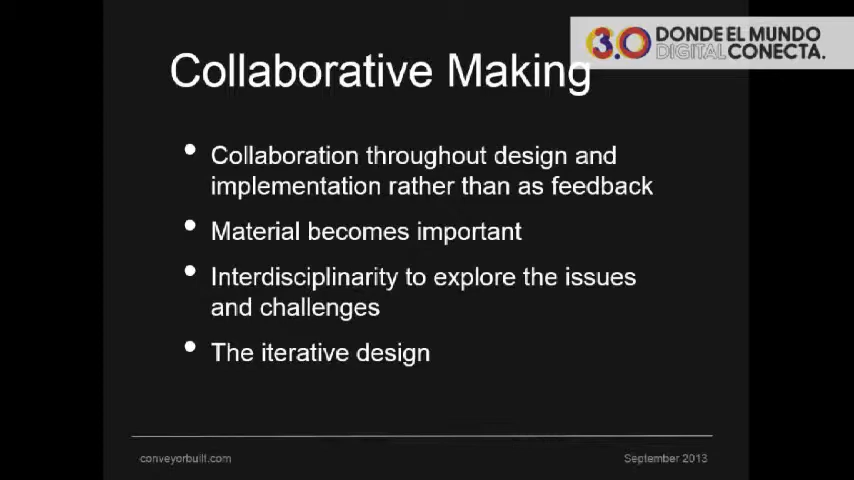 3.0 DONDE EL MUNDO
DIGITAL CONECTA.
Collaborative Making
• Collaboration throughout design and
implementation rather than as feedback
• Material becomes important
• Interdisciplinarity to explore the issues
and challenges
• The iterative design
conveyorbuilt.com
September 2013